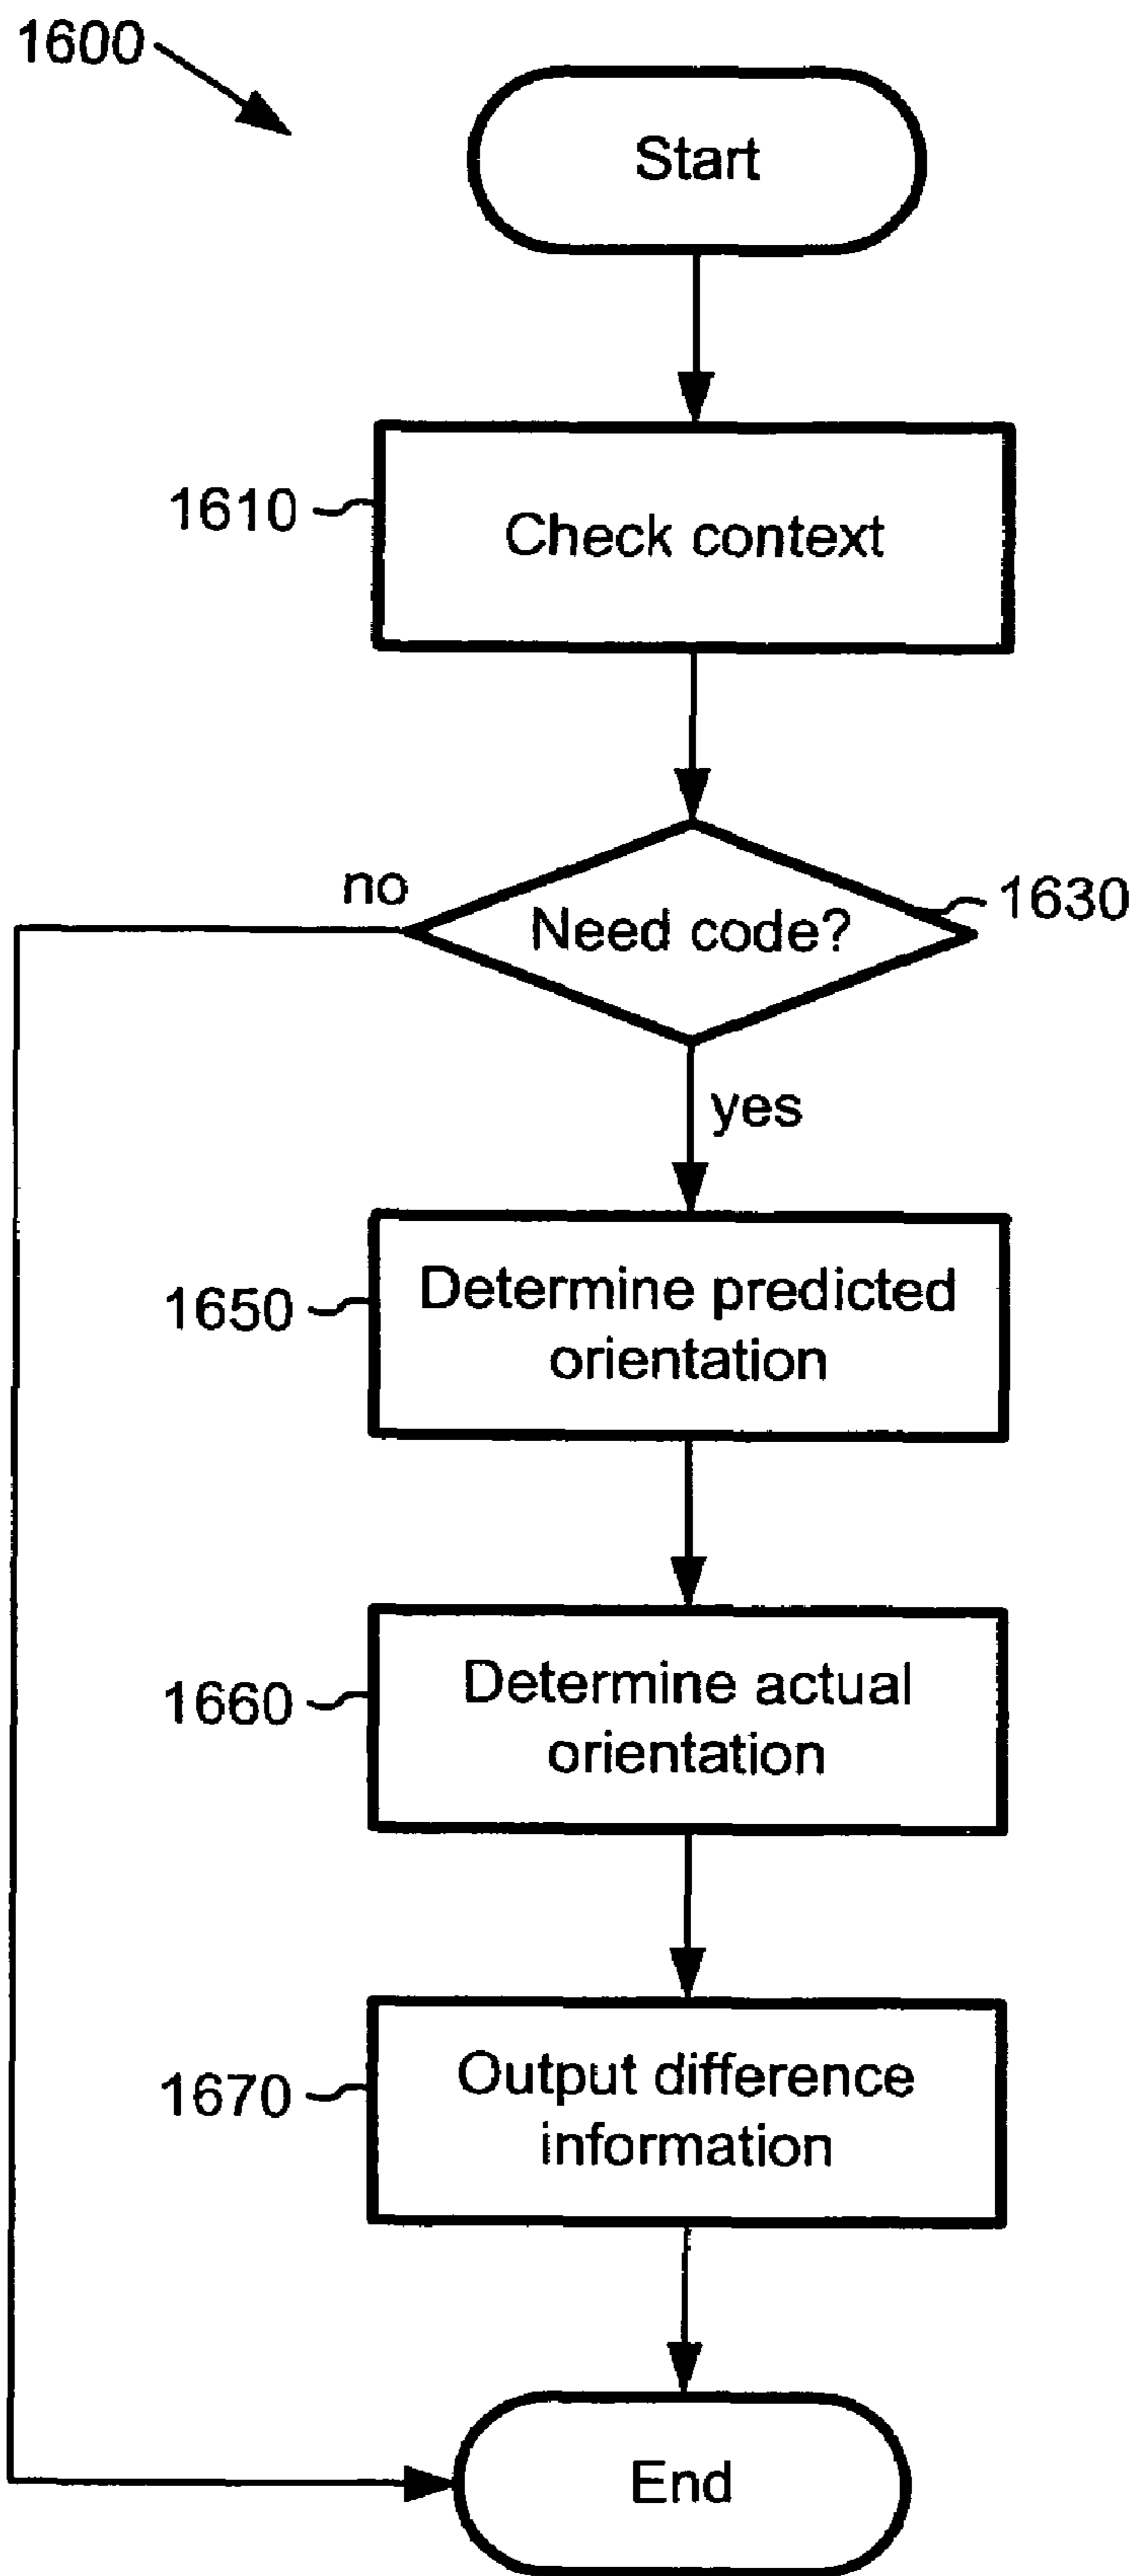 1600
Start
1610
Check context
no
Need code?
1630
yes
1650
Determine predicted
orientation
1660
Determine actual
orientation
1670
Output difference
information
End